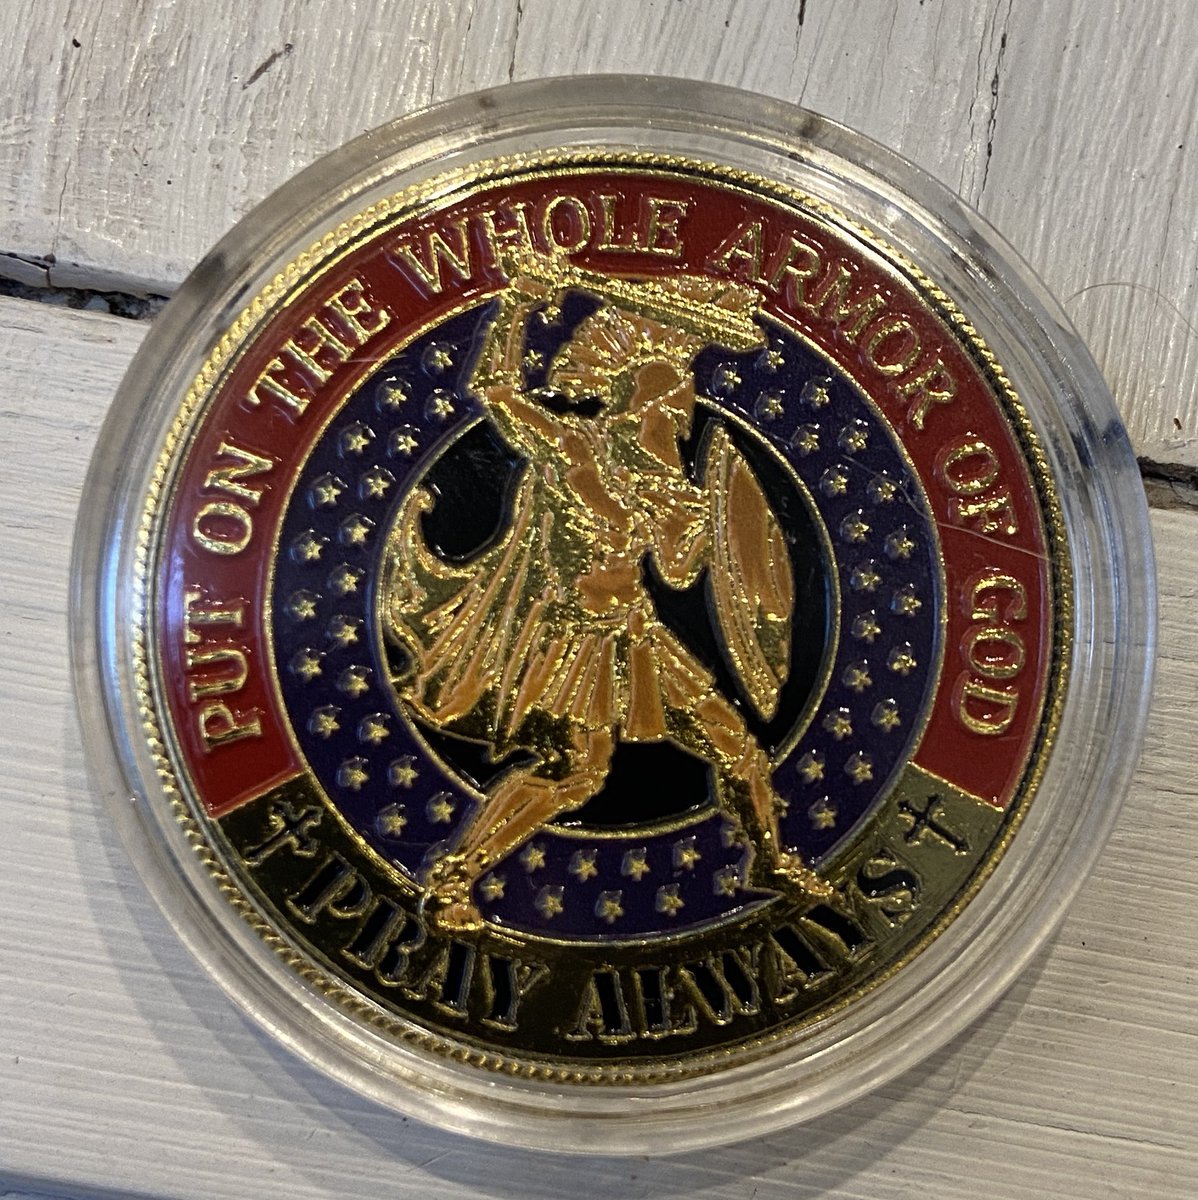 PUT ON THE WHOLE ARMOR OF GOD
PRAY ALWAYS